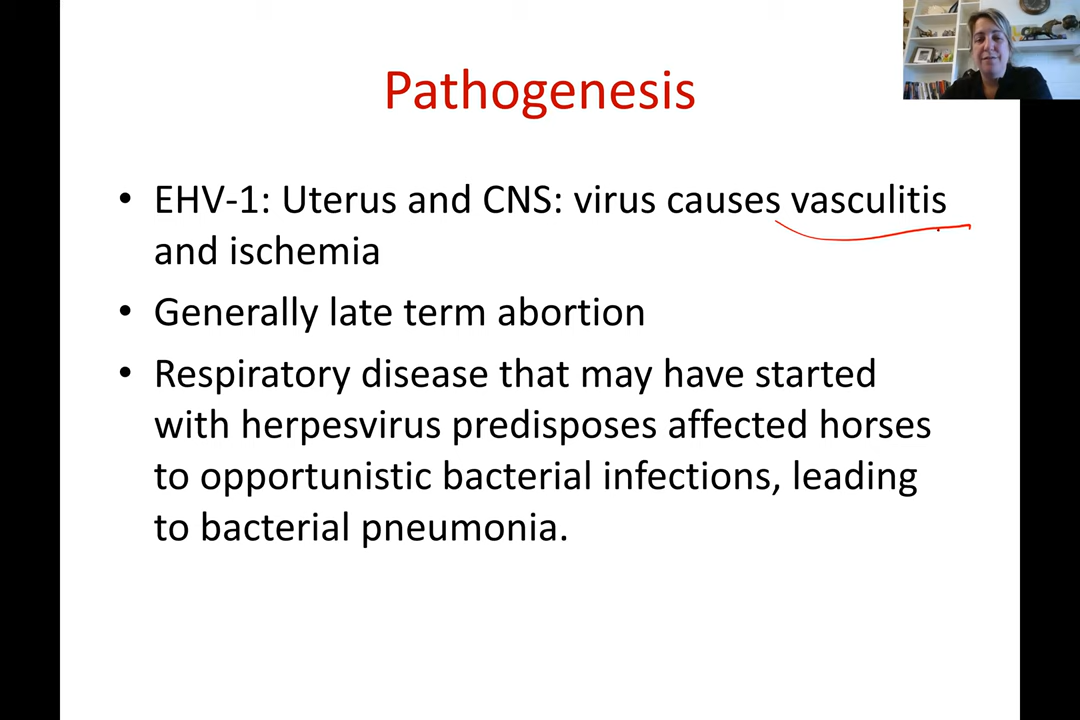 Pathogenesis
• EHV-1: Uterus and CNS: virus causes vasculitis
and ischemia
• Generally late term abortion
• Respiratory disease that may have started
with herpesvirus predisposes affected horses
to opportunistic bacterial infections, leading
to bacterial pneumonia.